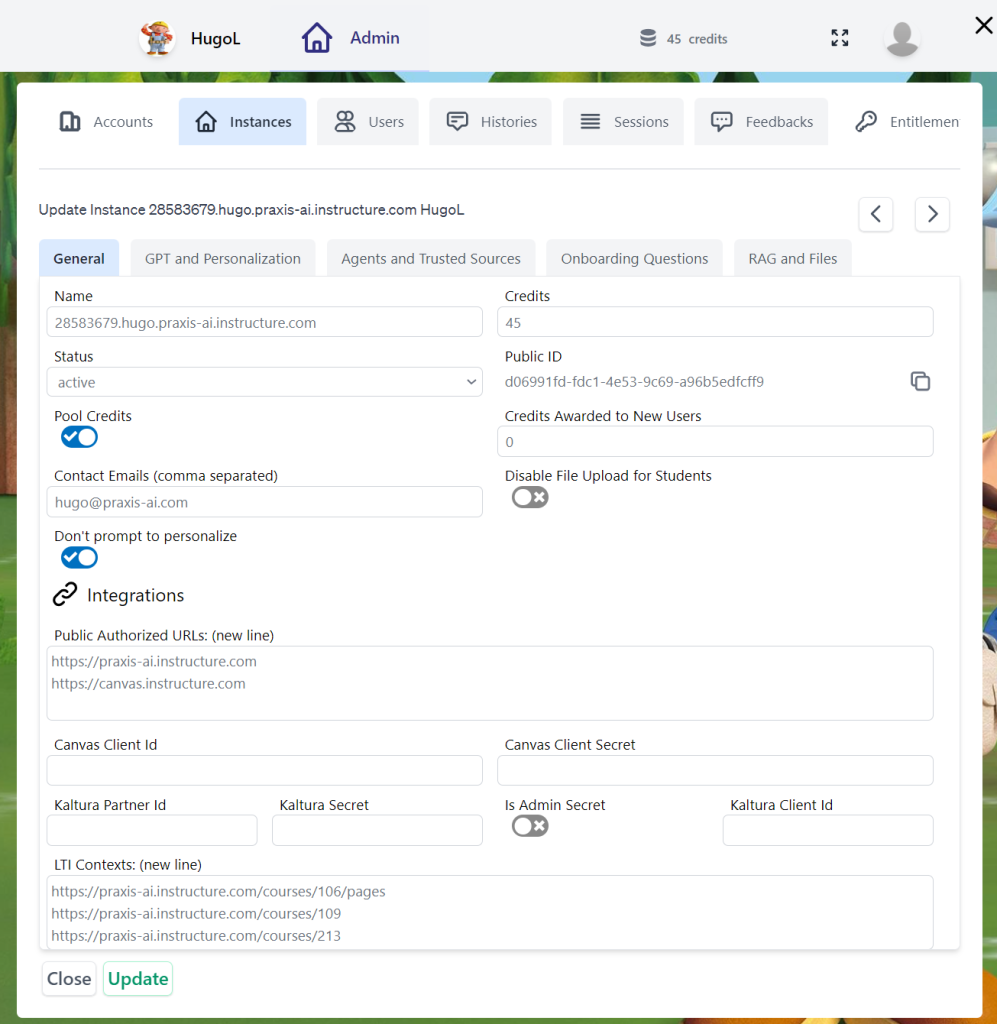 HugoL
Admin
45 credits
Accounts
Instances
Users
Histories
Sessions
Feedbacks
Entitlemen
Update Instance 28583679.hugo.praxis-ai.instructure.com HugoL
General
GPT and Personalization
Agents and Trusted Sources
Onboarding Questions
RAG and Files
Name
Credits
28583679.hugo.praxis-ai.instructure.com
45
Status
Public ID
active
d06991fd-fdc1-4e53-9c69-a96b5edfcff9
Pool Credits
Credits Awarded to New Users
0
Contact Emails (comma separated)
Disable File Upload for Students
hugo@praxis-ai.com
Don't prompt to personalize
Integrations
Public Authorized URLs: (new line)
https://praxis-ai.instructure.com
https://canvas.instructure.com
Canvas Client Id
Canvas Client Secret
Kaltura Partner Id
Kaltura Secret
Is Admin Secret
Kaltura Client Id
LTI Contexts: (new line)
https://praxis-ai.instructure.com/courses/106/pages
https://praxis-ai.instructure.com/courses/109
https://praxis-ai.instructure.com/courses/213
Close
Update